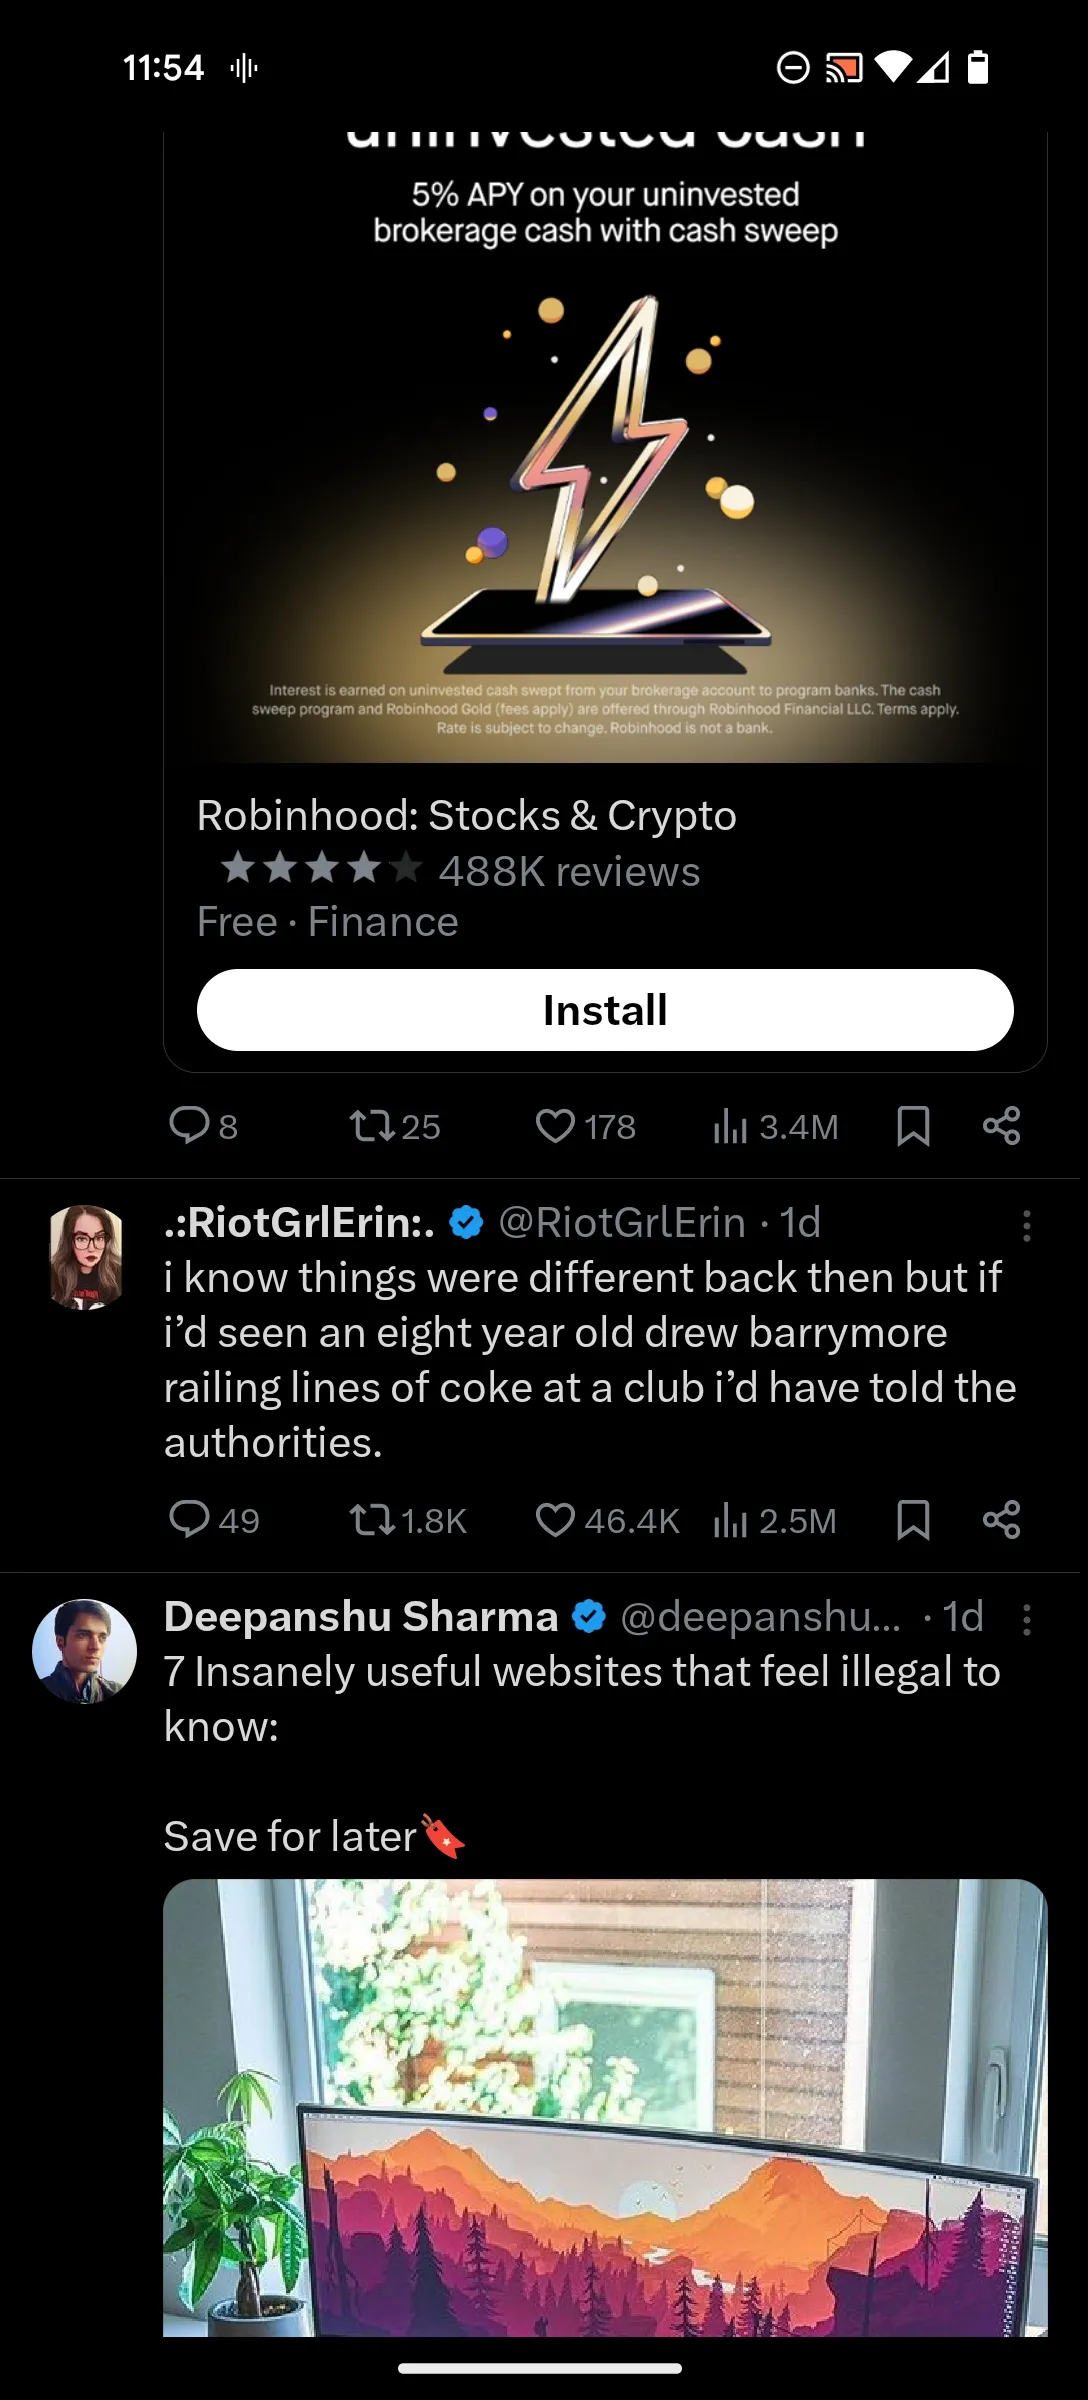 11:54
uninvested cash
5% APY on your uninvested
brokerage cash with cash sweep
Interest is earned on uninvested cash swept from your brokerage account to program banks. The cash
sweep program and Robinhood Gold (fees apply) are offered through Robinhood Financial LLC. Terms apply.
Rate is subject to change. Robinhood is not a bank.
Robinhood: Stocks & Crypto
488K reviews
Free · Finance
Install
8 25 178 3.4M
.:RiotGrlErin:. @RiotGrlErin · 1d
i know things were different back then but if
i’d seen an eight year old drew barrymore
railing lines of coke at a club i’d have told the
authorities.
49 1.8K 46.4K 2.5M
Deepanshu Sharma @deepanshu... · 1d
7 Insanely useful websites that feel illegal to
know:
Save for later